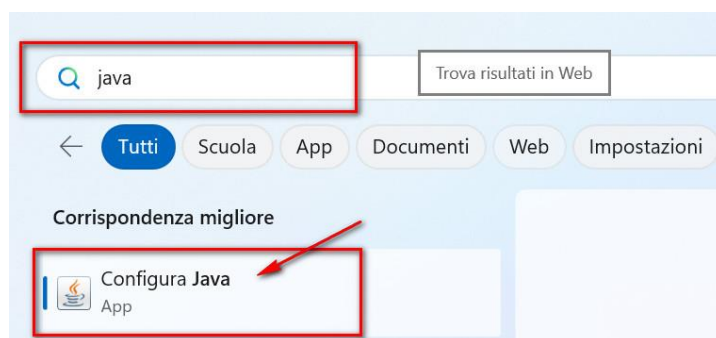 java
Trova risultati in Web
Tutti Scuola App Documenti Web Impostazioni
Corrispondenza migliore
Configura Java
App